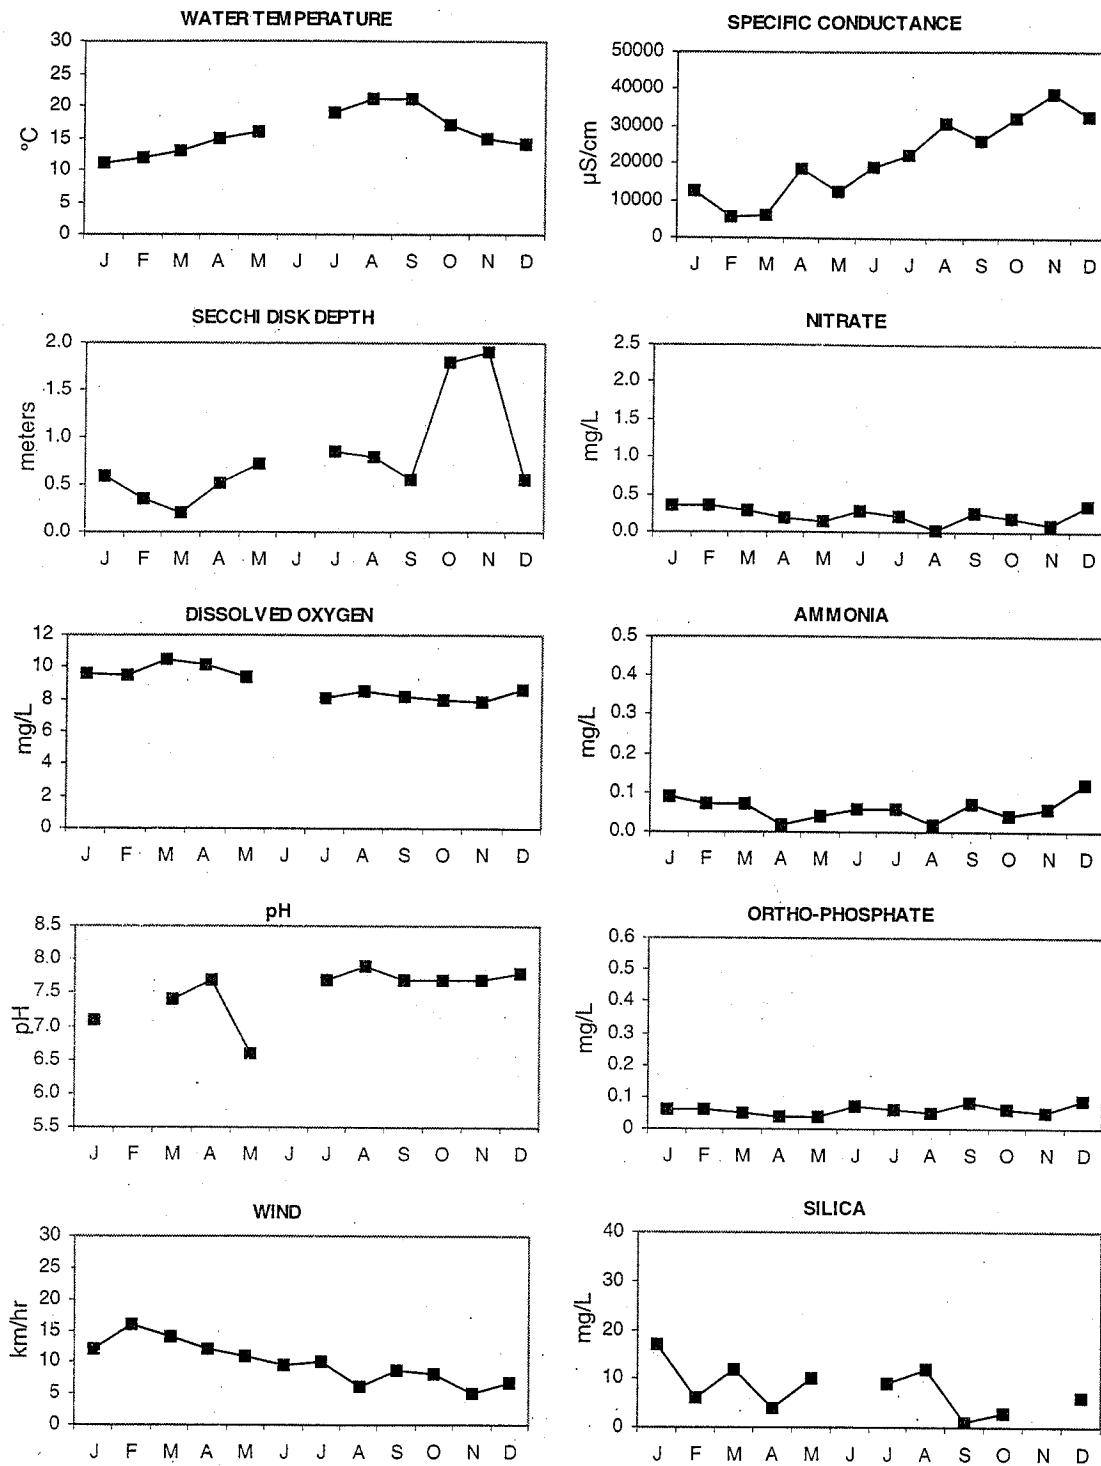 WATER TEMPERATURE
30
25
20
15
10
5
0
°C
J F M A M J J A S O N D
SPECIFIC CONDUCTANCE
50000
40000
30000
20000
10000
0
µS/cm
J F M A M J J A S O N D
SECCHI DISK DEPTH
2.0
1.5
1.0
0.5
0.0
meters
J F M A M J J A S O N D
NITRATE
2.5
2.0
1.5
1.0
0.5
0.0
mg/L
J F M A M J J A S O N D
DISSOLVED OXYGEN
12
10
8
6
4
2
0
mg/L
J F M A M J J A S O N D
AMMONIA
0.5
0.4
0.3
0.2
0.1
0.0
mg/L
J F M A M J J A S O N D
pH
8.5
8.0
7.5
7.0
6.5
6.0
5.5
pH
J F M A M J J A S O N D
ORTHO-PHOSPHATE
0.6
0.5
0.4
0.3
0.2
0.1
0
mg/L
J F M A M J J A S O N D
WIND
30
25
20
15
10
5
0
km/hr
J F M A M J J A S O N D
SILICA
40
30
20
10
0
mg/L
J F M A M J J A S O N D